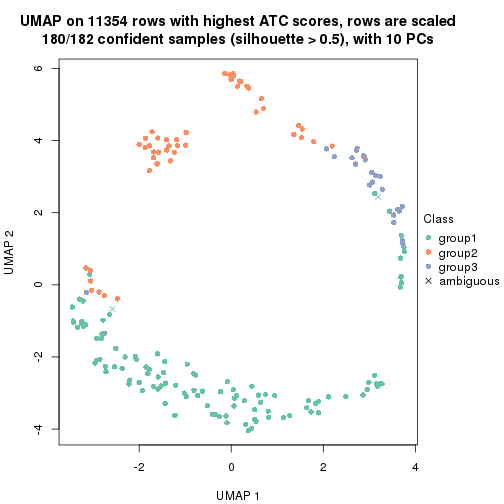 UMAP on 11354 rows with highest ATC scores, rows are scaled
180/182 confident samples (silhouette > 0.5), with 10 PCs
6
4
2
0
-2
-4
UMAP 2
-2
0
2
4
UMAP 1
Class
group1
group2
group3
ambiguous